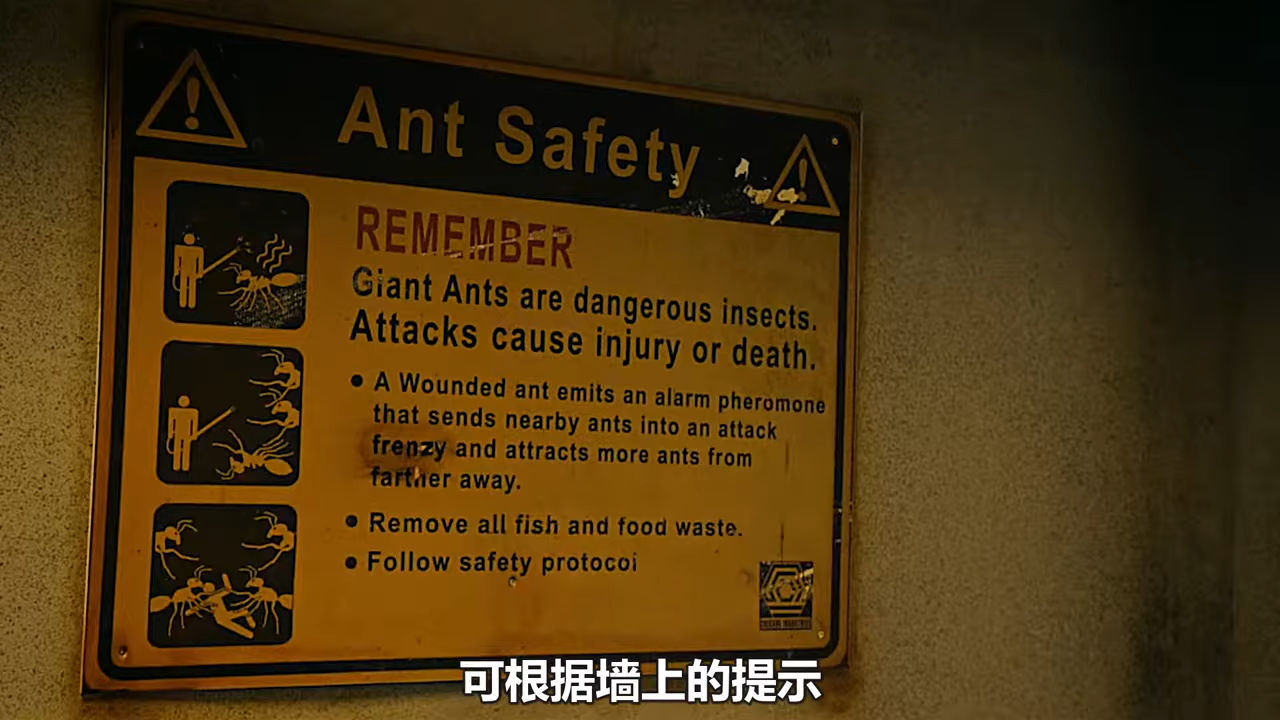 Ant Safety
REMEMBER
Giant Ants are dangerous insects.
Attacks cause injury or death.
A Wounded ant emits an alarm pheromone
that sends nearby ants into an attack
frenzy and attracts more ants from
farther away.
Remove all fish and food waste.
Follow safety protocol
可根据墙上的提示